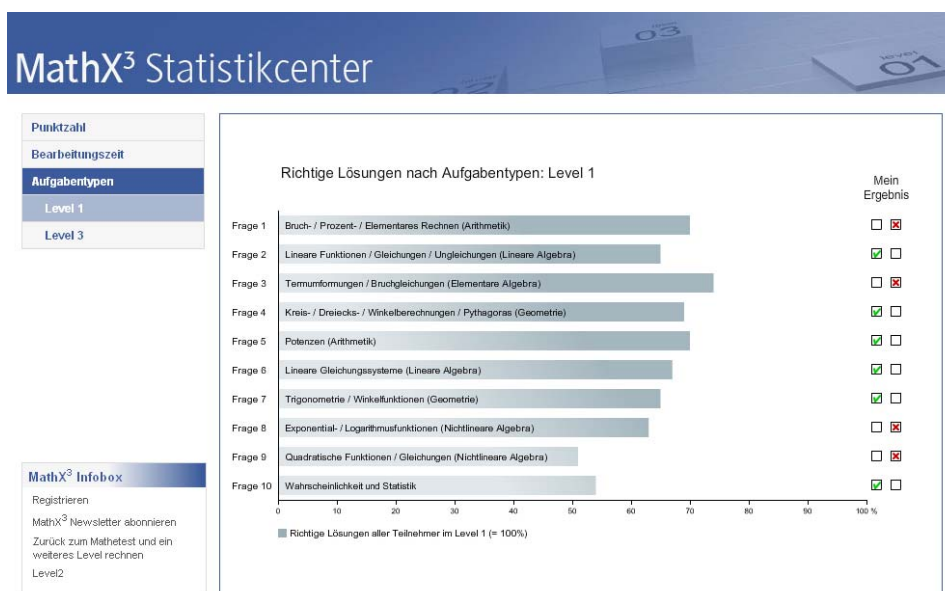 MathX³ Statistikcenter
03
02
level
01
Punktzahl
Bearbeitungszeit
Aufgabentypen
Level 1
Level 3
Richtige Lösungen nach Aufgabentypen: Level 1
Mein
Ergebnis
Frage 1 Bruch- / Prozent- / Elementares Rechnen (Arithmetik)
Frage 2 Lineare Funktionen / Gleichungen / Ungleichungen (Lineare Algebra)
Frage 3 Termumformungen / Bruchgleichungen (Elementare Algebra)
Frage 4 Kreis- / Dreiecks- / Winkelberechnungen / Pythagoras (Geometrie)
Frage 5 Potenzen (Arithmetik)
Frage 6 Lineare Gleichungssysteme (Lineare Algebra)
Frage 7 Trigonometrie / Winkelfunktionen (Geometrie)
Frage 8 Exponential- / Logarithmusfunktionen (Nichtlineare Algebra)
Frage 9 Quadratische Funktionen / Gleichungen (Nichtlineare Algebra)
Frage 10 Wahrscheinlichkeit und Statistik
0 10 20 30 40 50 60 70 80 90 100 %
Richtige Lösungen aller Teilnehmer im Level 1 (= 100%)
MathX³ Infobox
Registrieren
MathX³ Newsletter abonnieren
Zurück zum Mathetest und ein
weiteres Level rechnen
Level2